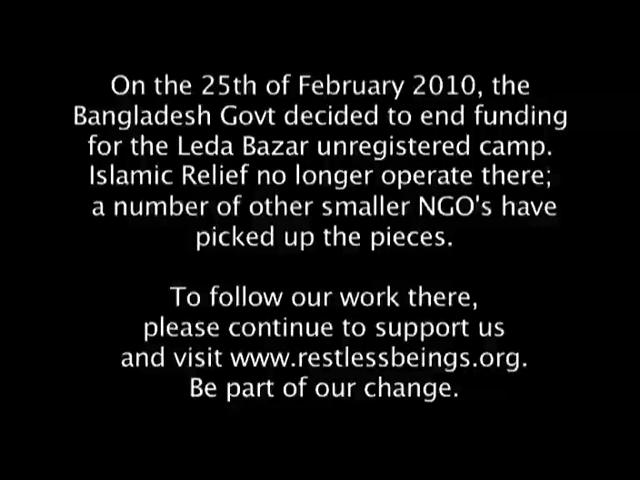 On the 25th of February 2010, the
Bangladesh Govt decided to end funding
for the Leda Bazar unregistered camp.
Islamic Relief no longer operate there;
a number of other smaller NGO's have
picked up the pieces.
To follow our work there,
please continue to support us
and visit www.restlessbeings.org.
Be part of our change.